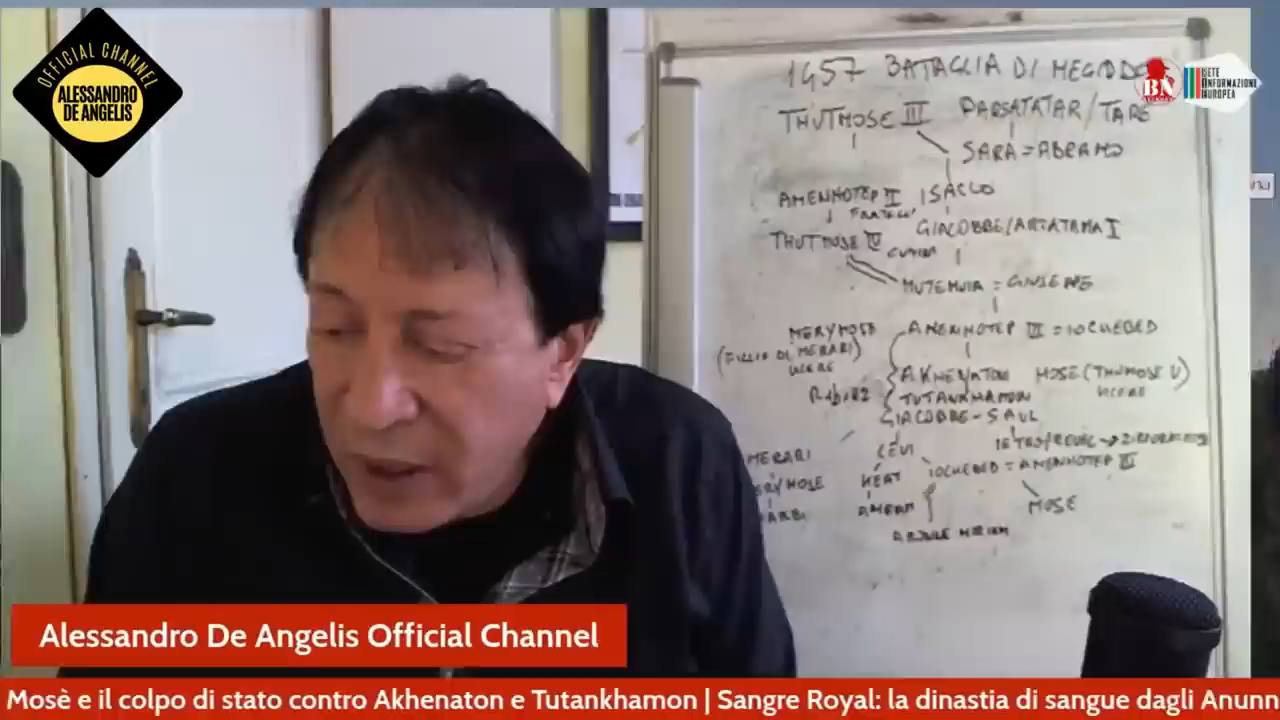 OFFICIAL CHANNEL
ALESSANDRO
DE ANGELIS
1457 BATTAGLIA DI MEGIDDO
BN
RETE
INFORMAZIONE
EUROPEA
THUTMOSE III PARSATATAR/TARE
SARA = ABRAMO
AMENHOTEP II ISACCO
FRATELLI
GIACOBBE/ARTATAMA I
THUTMOSE IV
MUTEMUIA = GIUSEPPE
MERYMOSE
AMENHOTEP III = IOCHEBED
(FIGLIO DI MERARI)
VICERE
AKHENATON MOSE (THUTMOSE V)
VICERE
TUTANKHAMON
GIACOBBE - SAUL
MERARI
LEVI
IOCHEBED = AMENHOTEP III
KEAT
AMRAM
MOSE
Alessandro De Angelis Official Channel
Mosè e il colpo di stato contro Akhenaton e Tutankhamon | Sangre Royal: la dinastia di sangue dagli Anunn